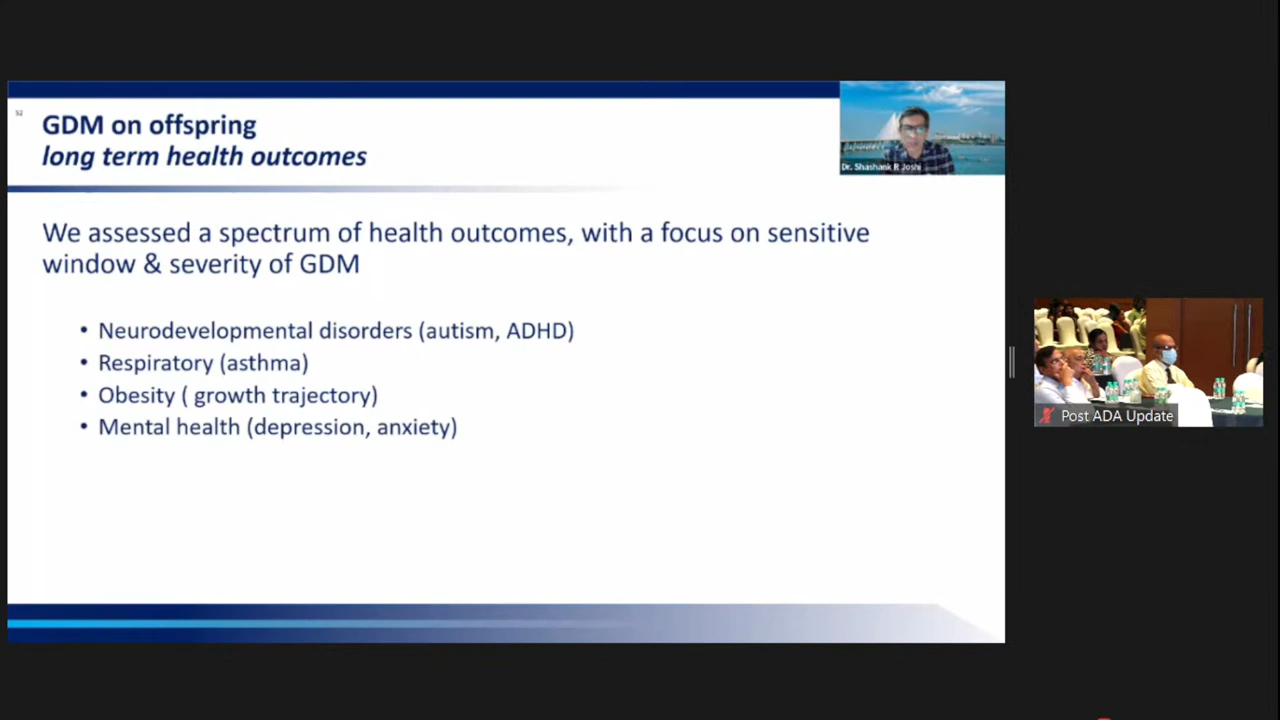 52
GDM on offspring
long term health outcomes
Dr. Shashank R Joshi
We assessed a spectrum of health outcomes, with a focus on sensitive
window & severity of GDM
• Neurodevelopmental disorders (autism, ADHD)
• Respiratory (asthma)
• Obesity ( growth trajectory)
• Mental health (depression, anxiety)
Post ADA Update